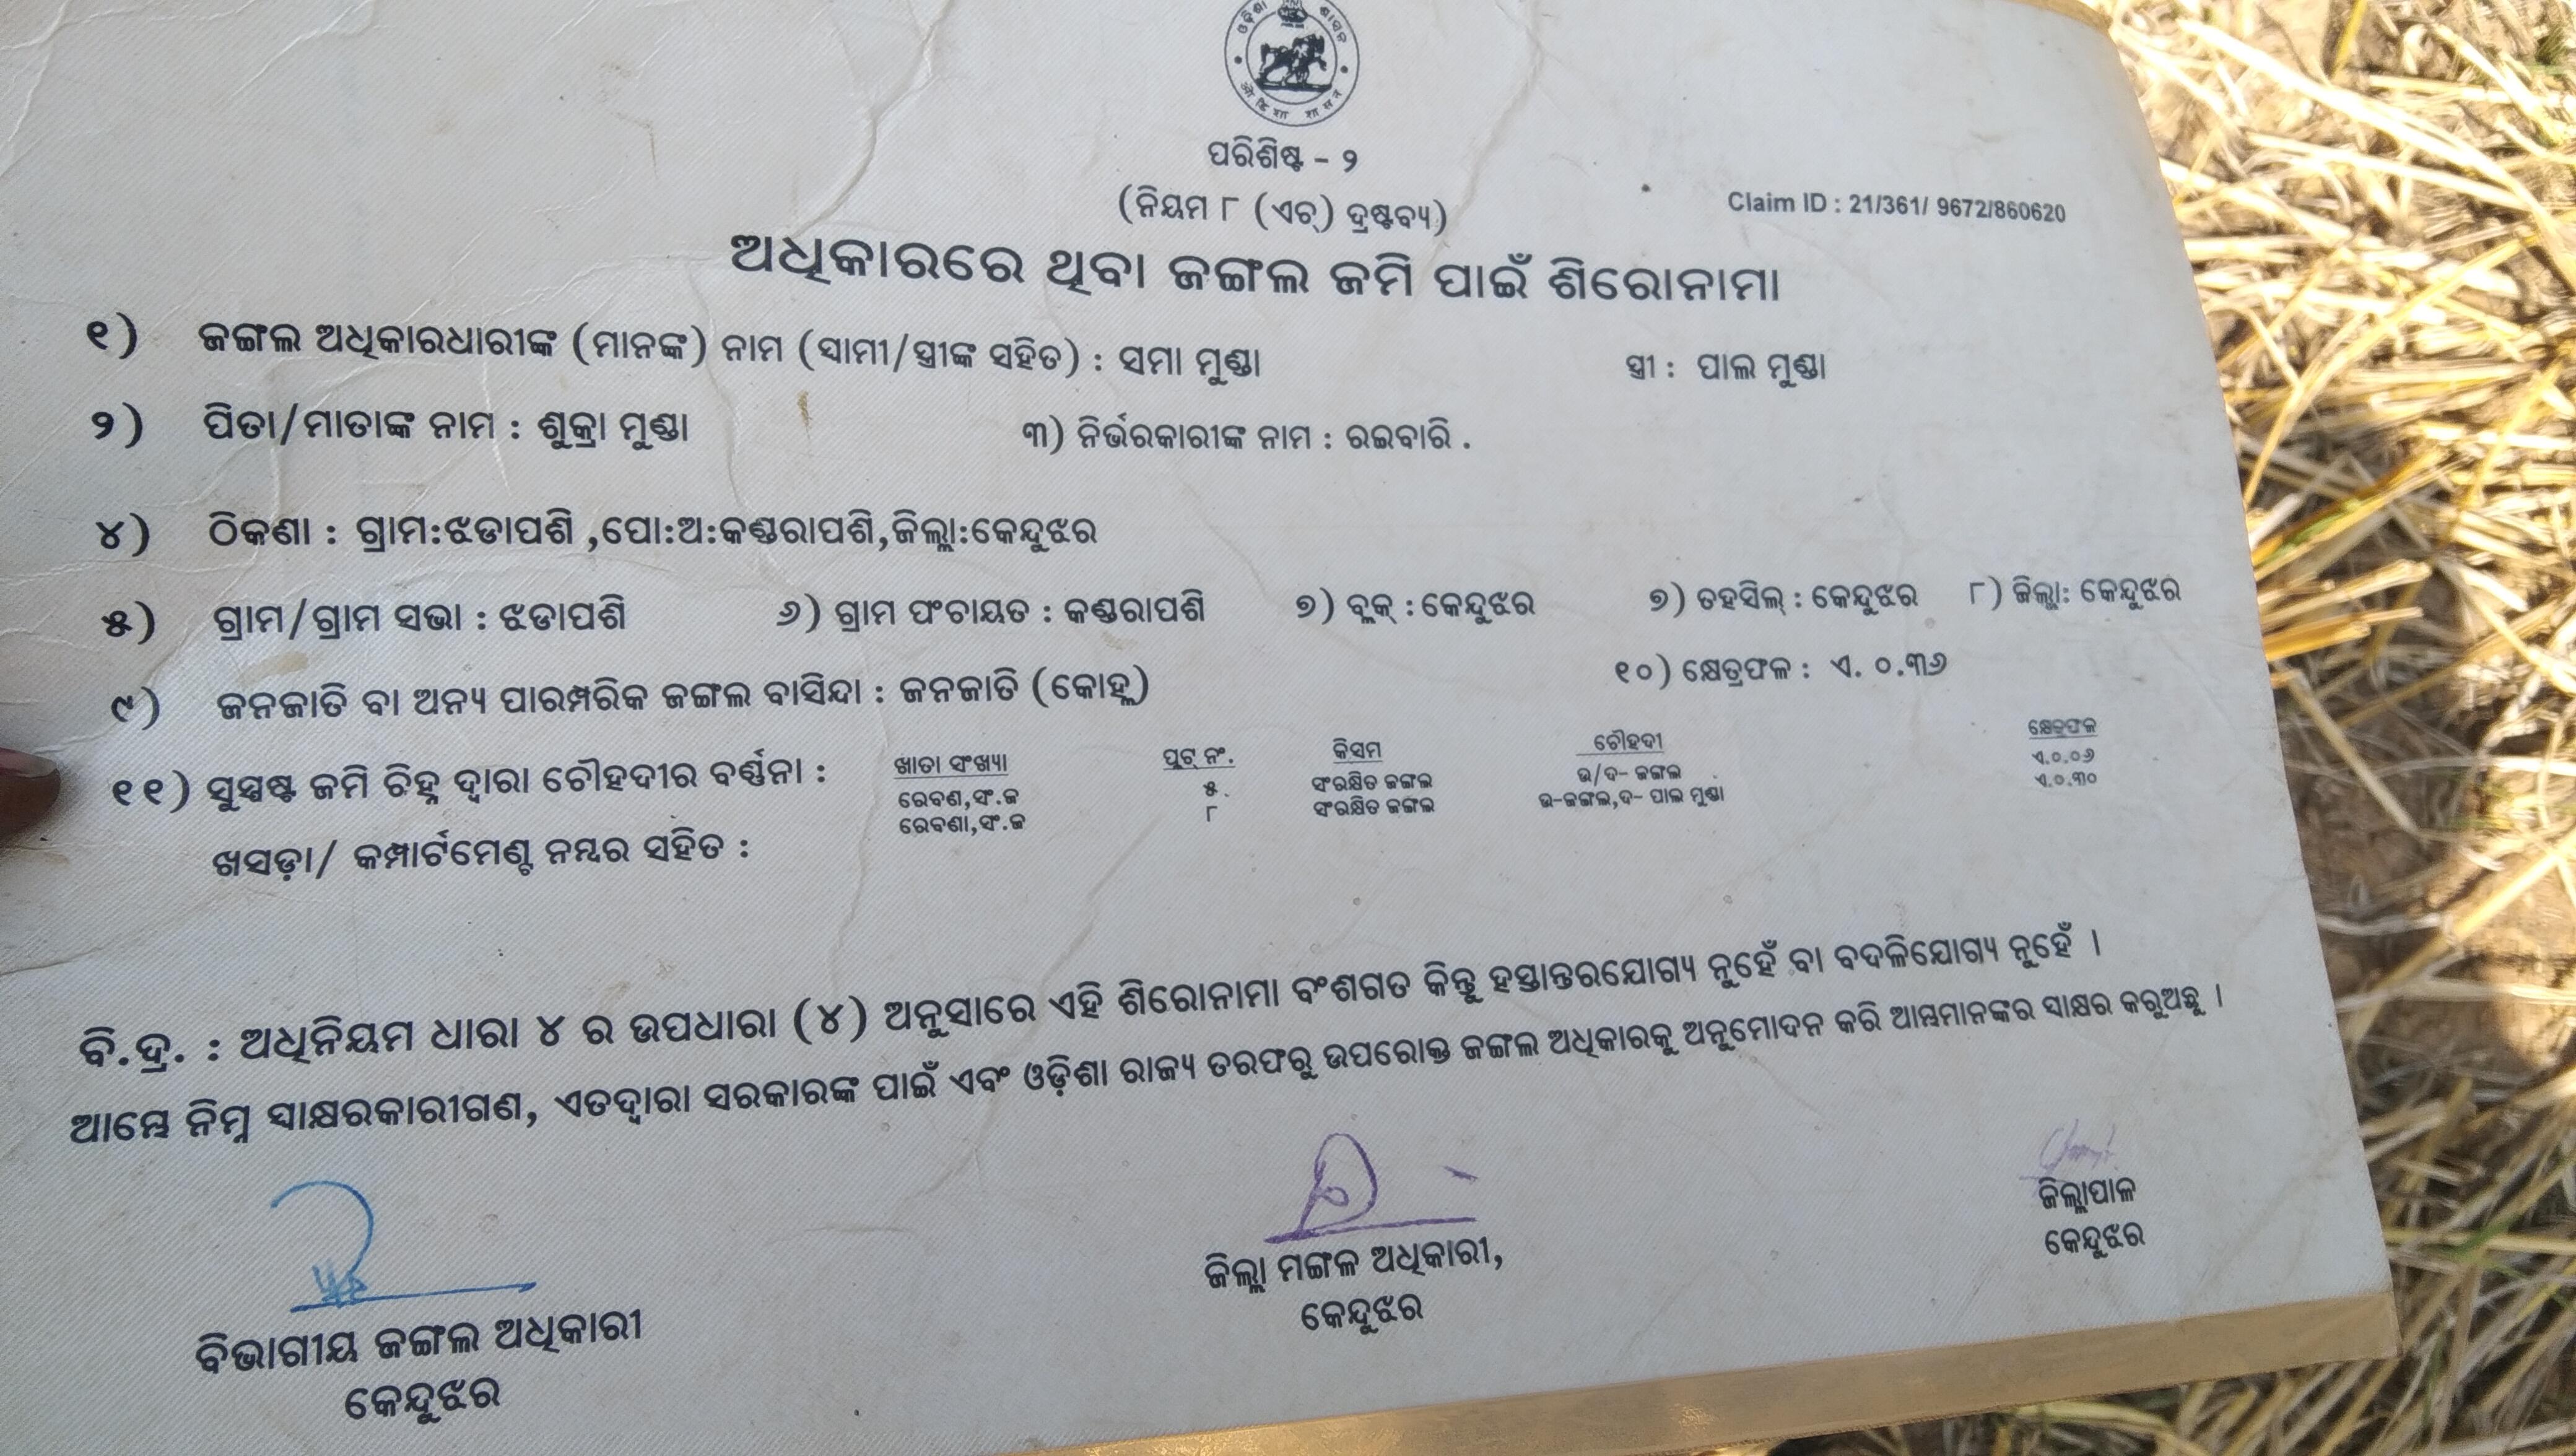 ଓଡ଼ିଶା ଶାସନ
ओडिशा शासन
ପରିଶିଷ୍ଟ - ୨
(ନିୟମ ୮ (ଏଚ୍) ଦ୍ରଷ୍ଟବ୍ୟ)
Claim ID : 21/361/ 9672/860620
ଅଧିକାରରେ ଥିବା ଜଙ୍ଗଲ ଜମି ପାଇଁ ଶିରୋନାମା
୧) ଜଙ୍ଗଲ ଅଧିକାରଧାରୀଙ୍କ (ମାନଙ୍କ) ନାମ (ସ୍ୱାମୀ/ସ୍ତ୍ରୀଙ୍କ ସହିତ) : ସମା ମୁଣ୍ଡା ସ୍ତ୍ରୀ : ପାଲ ମୁଣ୍ଡା
୨) ପିତା/ମାତାଙ୍କ ନାମ : ଶୁକ୍ରା ମୁଣ୍ଡା ୩) ନିର୍ଭରକାରୀଙ୍କ ନାମ : ରଇବାରି .
୪) ଠିକଣା : ଗ୍ରାମ:ଝଡାପଶି ,ପୋ:ଅ:କଣ୍ଡରାପଶି,ଜିଲ୍ଲା:କେନ୍ଦୁଝର
୫) ଗ୍ରାମ/ଗ୍ରାମ ସଭା : ଝଡାପଶି ୬) ଗ୍ରାମ ପଂଚାୟତ : କଣ୍ଡରାପଶି ୭) ବ୍ଲକ୍ : କେନ୍ଦୁଝର ୭) ତହସିଲ୍ : କେନ୍ଦୁଝର ୮) ଜିଲ୍ଲା: କେନ୍ଦୁଝର
୯) ଜନଜାତି ବା ଅନ୍ୟ ପାରମ୍ପରିକ ଜଙ୍ଗଲ ବାସିନ୍ଦା : ଜନଜାତି (କୋହ୍ଲ) ୧୦) କ୍ଷେତ୍ରଫଳ : ଏ. ୦.୩୬
୧୧) ସୁସ୍ପଷ୍ଟ ଜମି ଚିହ୍ନ ଦ୍ୱାରା ଚୌହଦୀର ବର୍ଣ୍ଣନା : ଖାତା ସଂଖ୍ୟା ପ୍ଲଟ୍ ନଂ. କିସମ ଚୌହଦୀ କ୍ଷେତ୍ରଫଳ
ରେବଣ,ସଂ.ଜ ୫. ସଂରକ୍ଷିତ ଜଙ୍ଗଲ ଉ/ଦ- ଜଙ୍ଗଲ ଏ.୦.୦୬
ରେବଣା,ସଂ.ଜ ୮ ସଂରକ୍ଷିତ ଜଙ୍ଗଲ ଉ-ଜଙ୍ଗଲ,ଦ- ପାଲ ମୁଣ୍ଡା ଏ.୦.୩୦
ଖସଡ଼ା/ କମ୍ପାର୍ଟମେଣ୍ଟ ନମ୍ବର ସହିତ :
ବି.ଦ୍ର. : ଅଧିନିୟମ ଧାରା ୪ ର ଉପଧାରା (୪) ଅନୁସାରେ ଏହି ଶିରୋନାମା ବଂଶଗତ କିନ୍ତୁ ହସ୍ତାନ୍ତରଯୋଗ୍ୟ ନୁହେଁ ବା ବଦଳିଯୋଗ୍ୟ ନୁହେଁ ।
ଆମ୍ଭେ ନିମ୍ନ ସାକ୍ଷରକାରୀଗଣ, ଏତଦ୍ୱାରା ସରକାରଙ୍କ ପାଇଁ ଏବଂ ଓଡ଼ିଶା ରାଜ୍ୟ ତରଫରୁ ଉପରୋକ୍ତ ଜଙ୍ଗଲ ଅଧିକାରକୁ ଅନୁମୋଦନ କରି ଆମ୍ଭମାନଙ୍କର ସାକ୍ଷର କରୁଅଛୁ ।
ବିଭାଗୀୟ ଜଙ୍ଗଲ ଅଧିକାରୀ
କେନ୍ଦୁଝର
ଜିଲ୍ଲା ମଙ୍ଗଳ ଅଧିକାରୀ,
କେନ୍ଦୁଝର
ଜିଲ୍ଲାପାଳ
କେନ୍ଦୁଝର